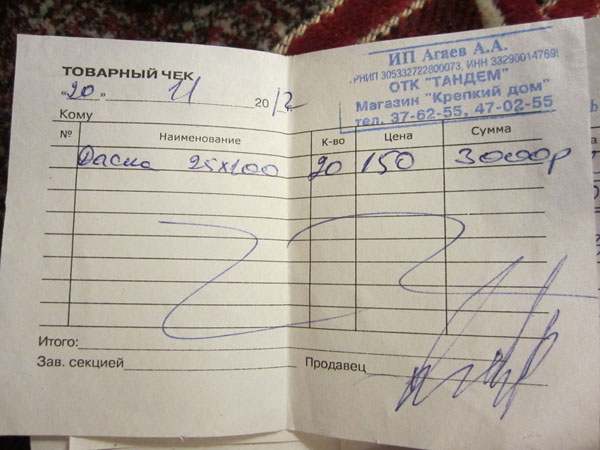 ИП Агаев А.А.
ОТК "ТАНДЕМ"
Магазин "Крепкий дом"
тел. 37-62-55, 47-02-55
ТОВАРНЫЙ ЧЕК
"20" 11 2012
Кому
№ Наименование К-во Цена Сумма
Даска 25х100 20 150 3000р
Итого:
Зав. секцией Продавец